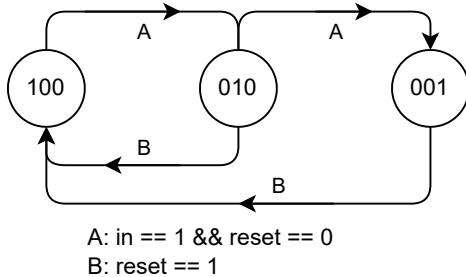 A
A
100
010
001
B
B
A: in == 1 && reset == 0
B: reset == 1